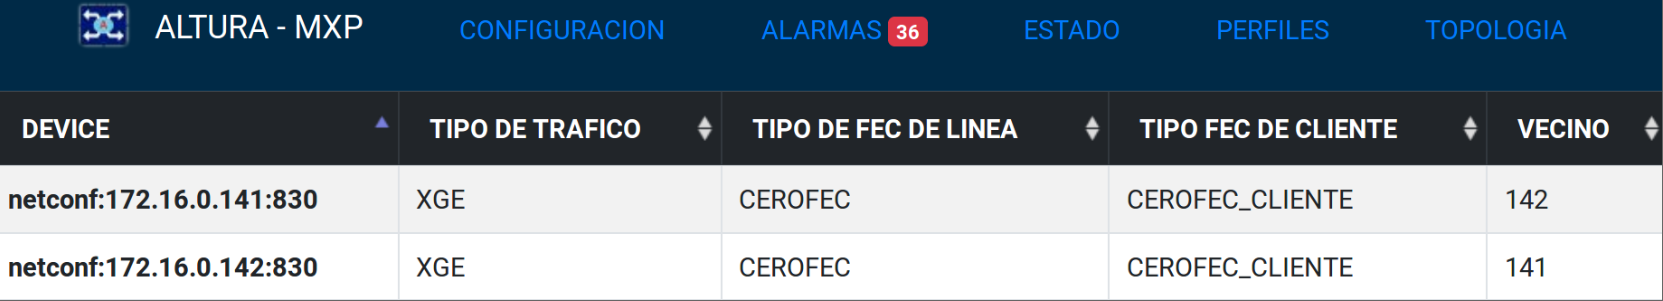 ALTURA - MXP CONFIGURACION ALARMAS 36 ESTADO PERFILES TOPOLOGIA
DEVICE TIPO DE TRAFICO TIPO DE FEC DE LINEA TIPO FEC DE CLIENTE VECINO
netconf:172.16.0.141:830 XGE CEROFEC CEROFEC_CLIENTE 142
netconf:172.16.0.142:830 XGE CEROFEC CEROFEC_CLIENTE 141